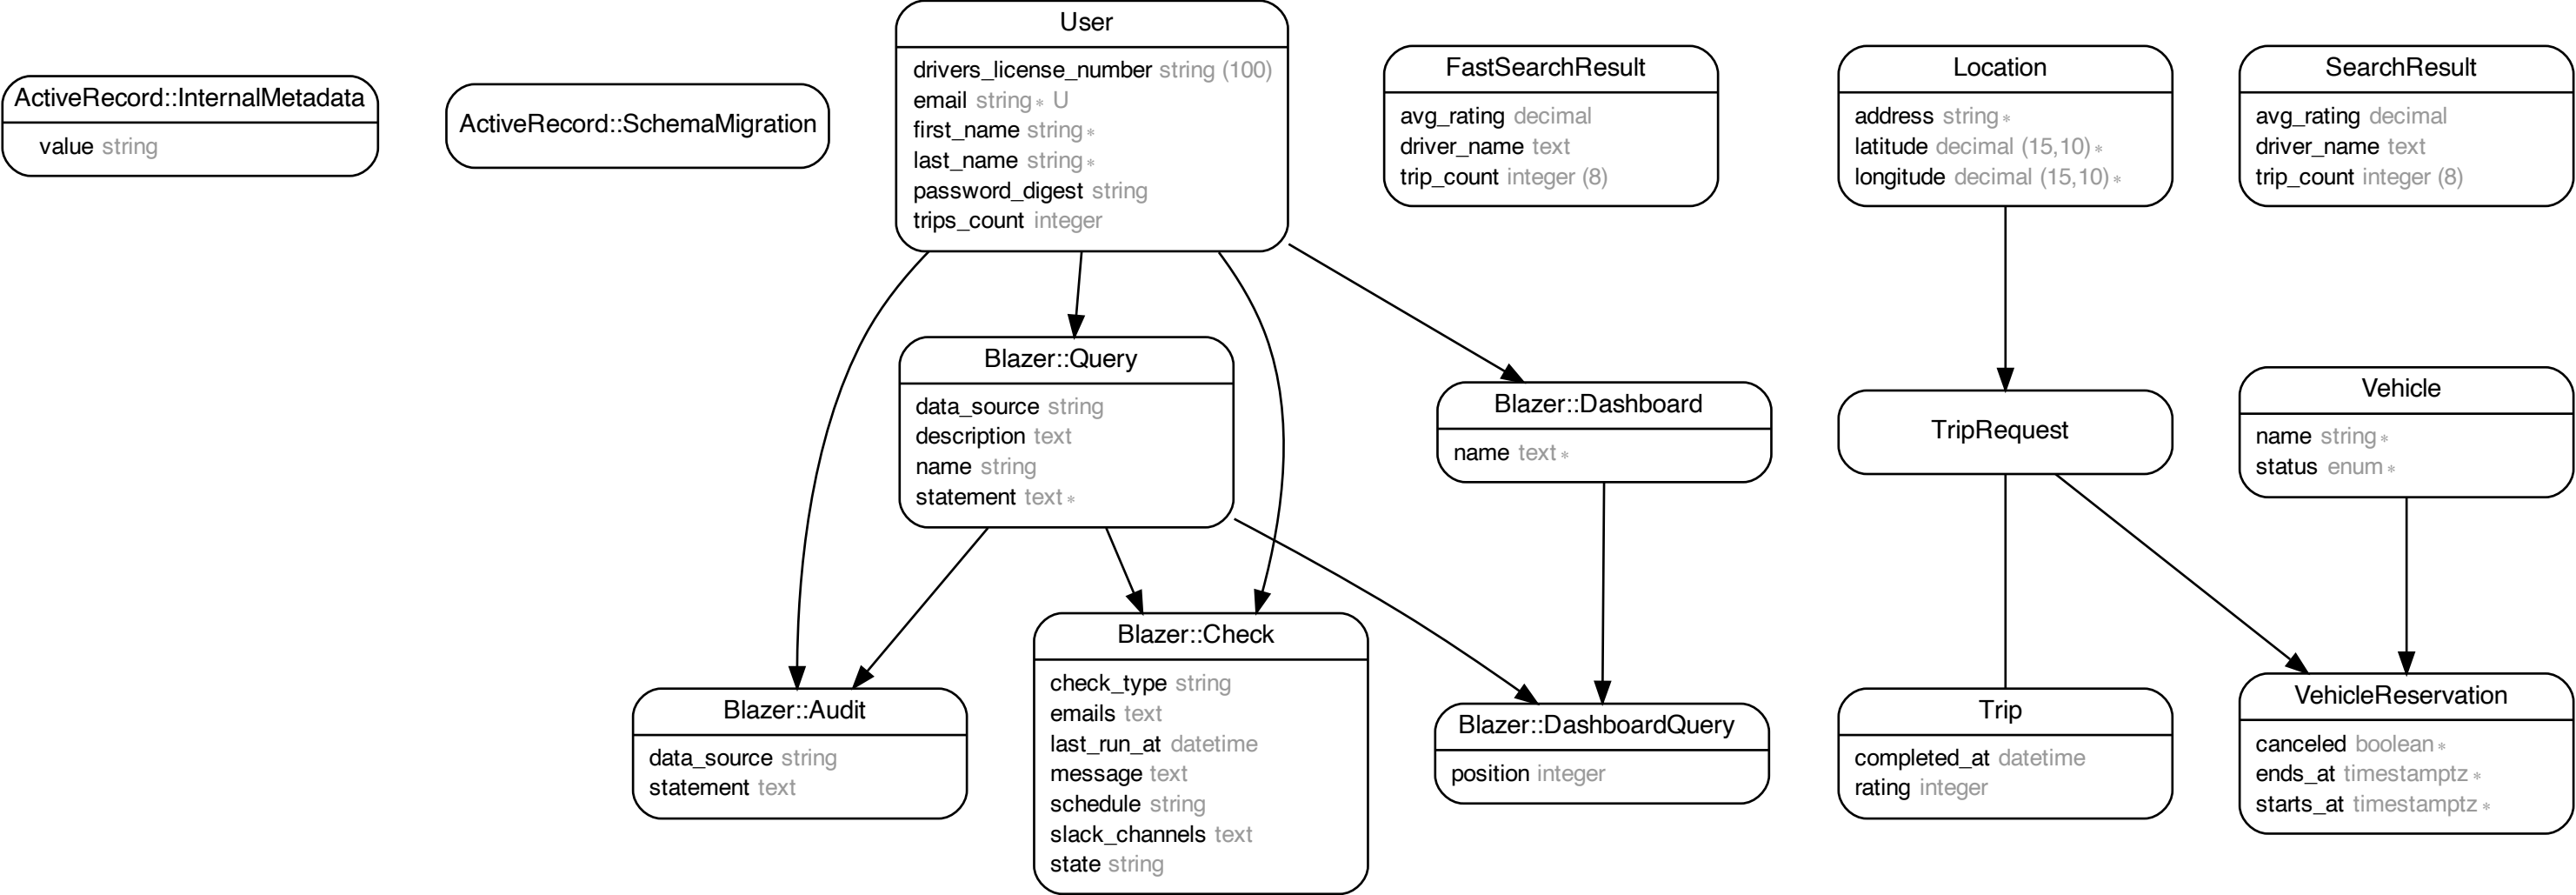 ActiveRecord::InternalMetadata
value string
ActiveRecord::SchemaMigration
User
drivers_license_number string (100)
email string∗ U
first_name string∗
last_name string∗
password_digest string
trips_count integer
FastSearchResult
avg_rating decimal
driver_name text
trip_count integer (8)
Location
address string∗
latitude decimal (15,10)∗
longitude decimal (15,10)∗
SearchResult
avg_rating decimal
driver_name text
trip_count integer (8)
Blazer::Query
data_source string
description text
name string
statement text∗
Blazer::Dashboard
name text∗
TripRequest
Vehicle
name string∗
status enum∗
Blazer::Audit
data_source string
statement text
Blazer::Check
check_type string
emails text
last_run_at datetime
message text
schedule string
slack_channels text
state string
Blazer::DashboardQuery
position integer
Trip
completed_at datetime
rating integer
VehicleReservation
canceled boolean∗
ends_at timestamptz∗
starts_at timestamptz∗